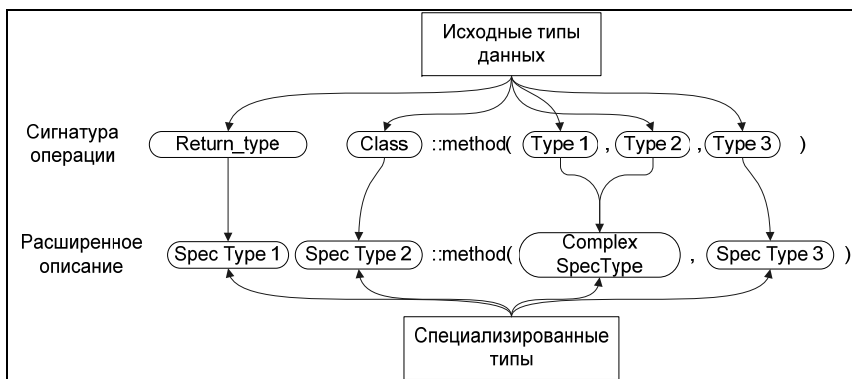 Исходные типы
данных
Сигнатура
операции
Return_type Class ::method( Type 1 , Type 2 , Type 3 )
Расширенное
описание
Spec Type 1 Spec Type 2 ::method( Complex
SpecType , Spec Type 3 )
Специализированные
типы